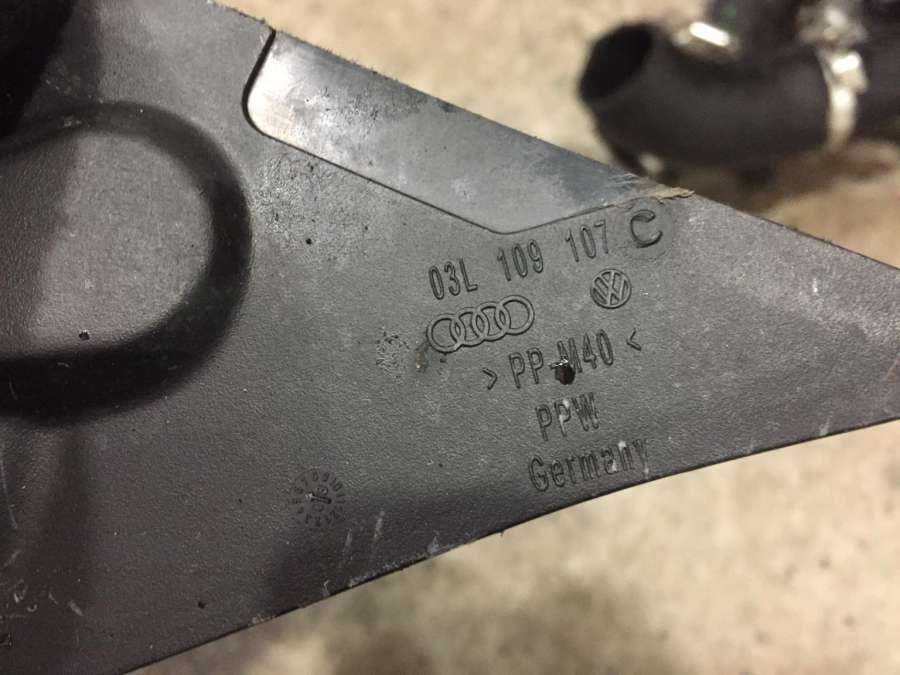 03L 109 107 C
>PP-M40<
PPW
Germany